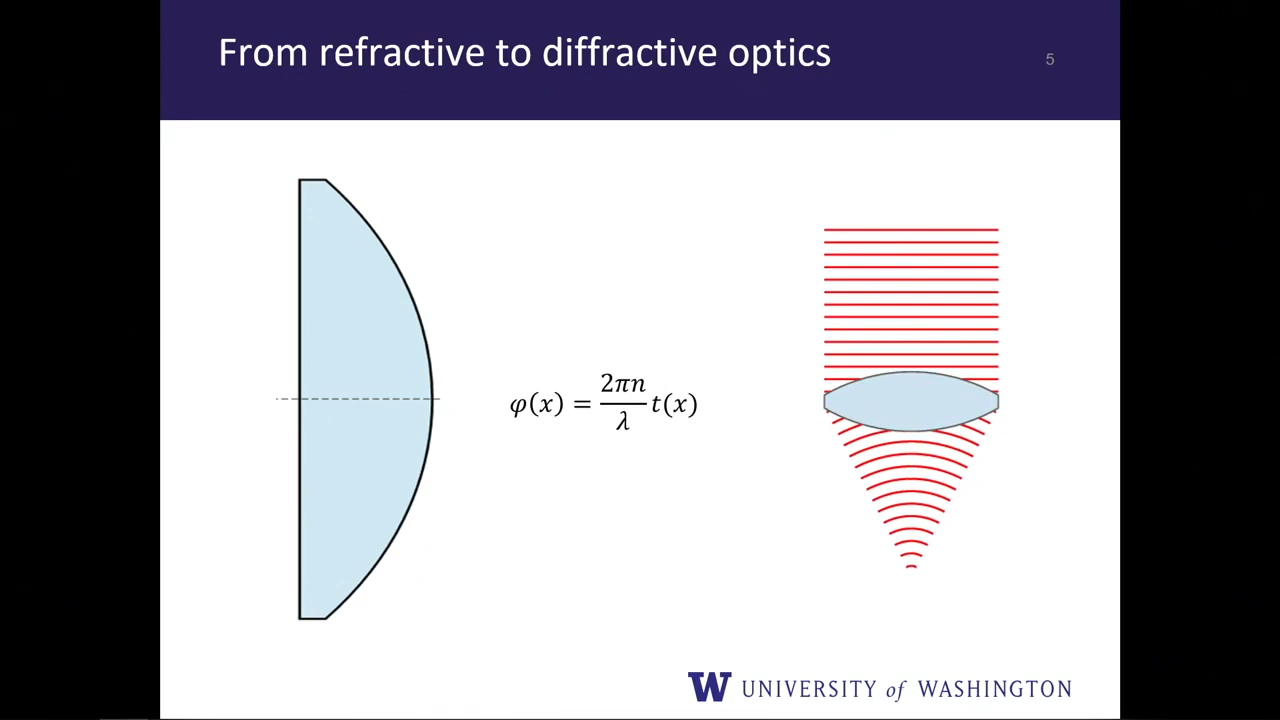 From refractive to diffractive optics
5
φ(x) = 2πn/λ t(x)
W UNIVERSITY of WASHINGTON